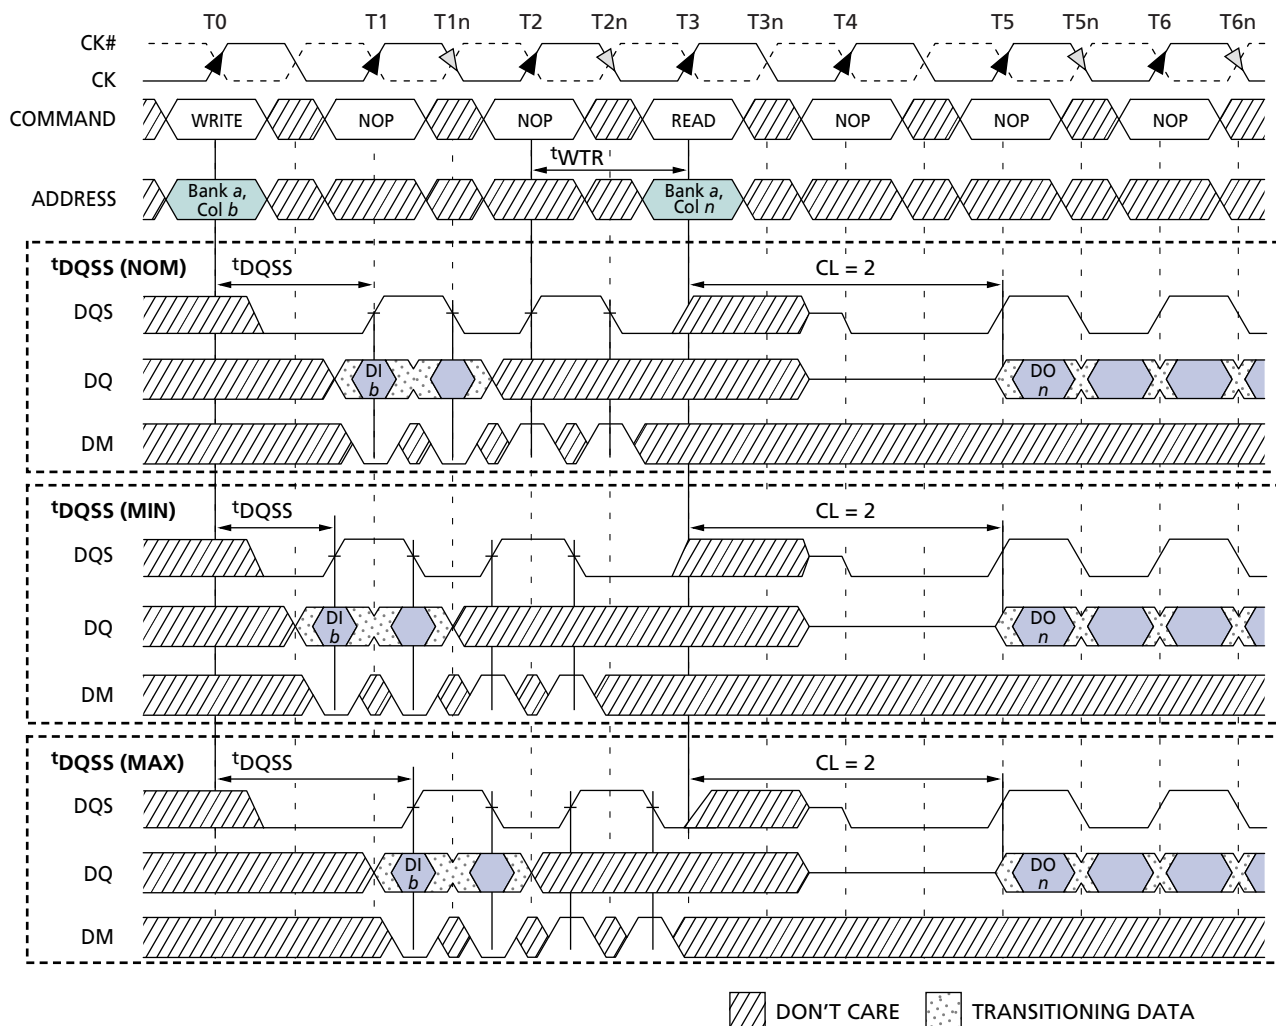 T0 T1 T1n T2 T2n T3 T3n T4 T5 T5n T6 T6n
CK#
CK
COMMAND WRITE NOP NOP READ NOP NOP NOP
tWTR
ADDRESS Bank a, Col b Bank a, Col n
tDQSS (NOM) tDQSS CL = 2
DQS
DQ DI b DO n
DM
tDQSS (MIN) tDQSS CL = 2
DQS
DQ DI b DO n
DM
tDQSS (MAX) tDQSS CL = 2
DQS
DQ DI b DO n
DM
DON'T CARE TRANSITIONING DATA